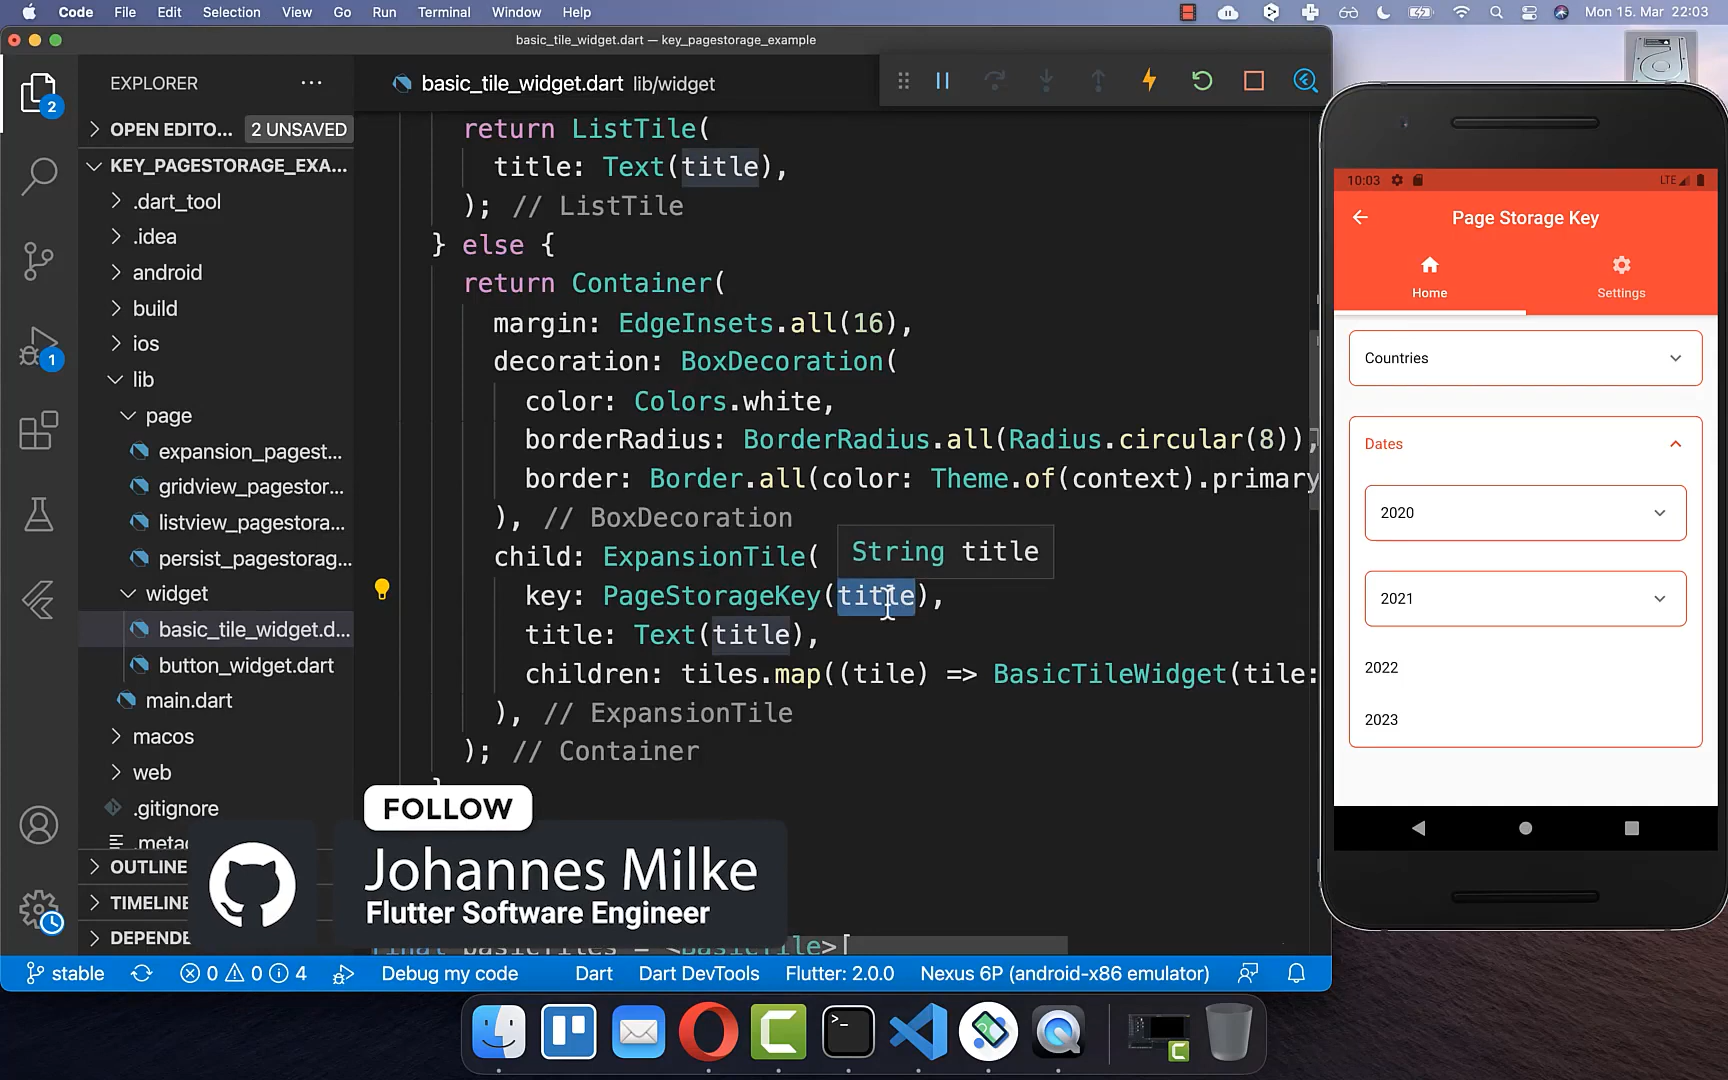 Code File Edit Selection View Go Run Terminal Window Help
Mon 15. Mar 22:03
basic_tile_widget.dart — key_pagestorage_example
EXPLORER
basic_tile_widget.dart lib/widget
OPEN EDITO... 2 UNSAVED
KEY_PAGESTORAGE_EXA...
.dart_tool
.idea
android
build
ios
lib
page
expansion_pagest...
gridview_pagestor...
listview_pagestora...
persist_pagestorag...
widget
basic_tile_widget.d...
button_widget.dart
main.dart
macos
web
.gitignore
OUTLINE
TIMELINE
2
1
return ListTile(
title: Text(title),
); // ListTile
} else {
return Container(
margin: EdgeInsets.all(16),
decoration: BoxDecoration(
color: Colors.white,
borderRadius: BorderRadius.all(Radius.circular(8)),
border: Border.all(color: Theme.of(context).primary
), // BoxDecoration
child: ExpansionTile(
String title
key: PageStorageKey(title),
title: Text(title),
children: tiles.map((tile) => BasicTileWidget(tile:
), // ExpansionTile
); // Container
}
FOLLOW
Johannes Milke
Flutter Software Engineer
stable 0 0 4 Debug my code Dart Dart DevTools Flutter: 2.0.0 Nexus 6P (android-x86 emulator)
10:03 LTE
Page Storage Key
Home Settings
Countries
Dates
2020
2021
2022
2023